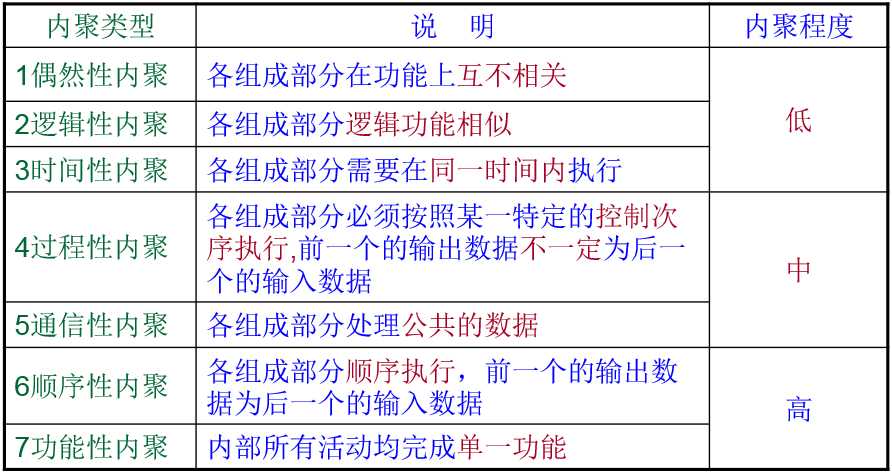 内聚类型 说 明 内聚程度
1偶然性内聚 各组成部分在功能上互不相关
2逻辑性内聚 各组成部分逻辑功能相似 低
3时间性内聚 各组成部分需要在同一时间内执行
各组成部分必须按照某一特定的控制次
4过程性内聚 序执行,前一个的输出数据不一定为后一
个的输入数据
中
5通信性内聚 各组成部分处理公共的数据
各组成部分顺序执行，前一个的输出数
6顺序性内聚 据为后一个的输入数据
高
7功能性内聚 内部所有活动均完成单一功能